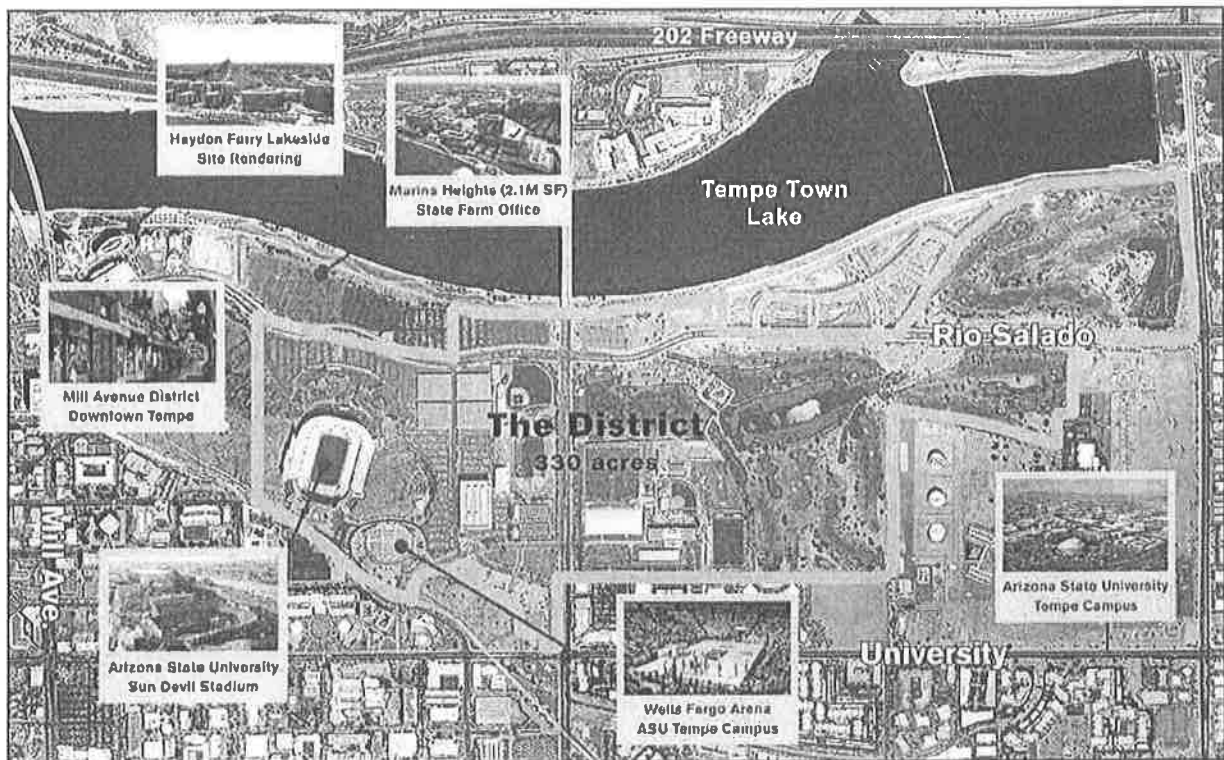 202 Freeway
Hayden Ferry Lakeside
Site Rendering
Marina Heights (2.1M SF)
State Farm Office
Tempe Town
Lake
Rio Salado
Mill Avenue District
Downtown Tempe
The District
330 acres
Mill Ave
Arizona State University
Tempe Campus
Arizona State University
Sun Devil Stadium
University
Wells Fargo Arena
ASU Tempe Campus